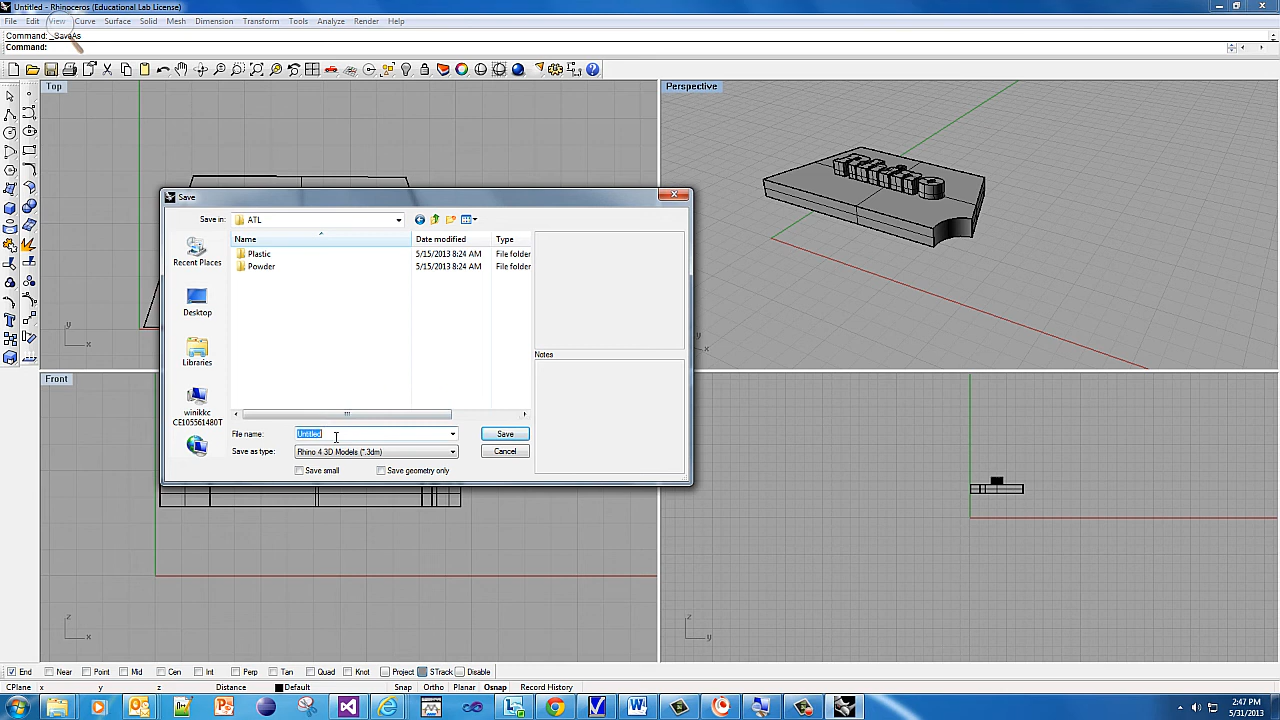 Untitled - Rhinoceros (Educational Lab License)
File Edit View Curve Surface Solid Mesh Dimension Transform Tools Analyze Render Help
Command: _SaveAs
Command:
Top
Perspective
Save
Save in: ATL
Name Date modified Type
Plastic 5/15/2013 8:24 AM File folder
Powder 5/15/2013 8:24 AM File folder
Recent Places
Desktop
Libraries
winikkc
CE105561480T
Notes
File name: Untitled Save
Save as type: Rhino 4 3D Models (*.3dm) Cancel
Save small Save geometry only
y
x
x
Front
z
x
z
y
End Near Point Mid Cen Int Perp Tan Quad Knot Project STrack Disable
CPlane x y z Distance Default Snap Ortho Planar Osnap Record History
2:47 PM
5/31/2013